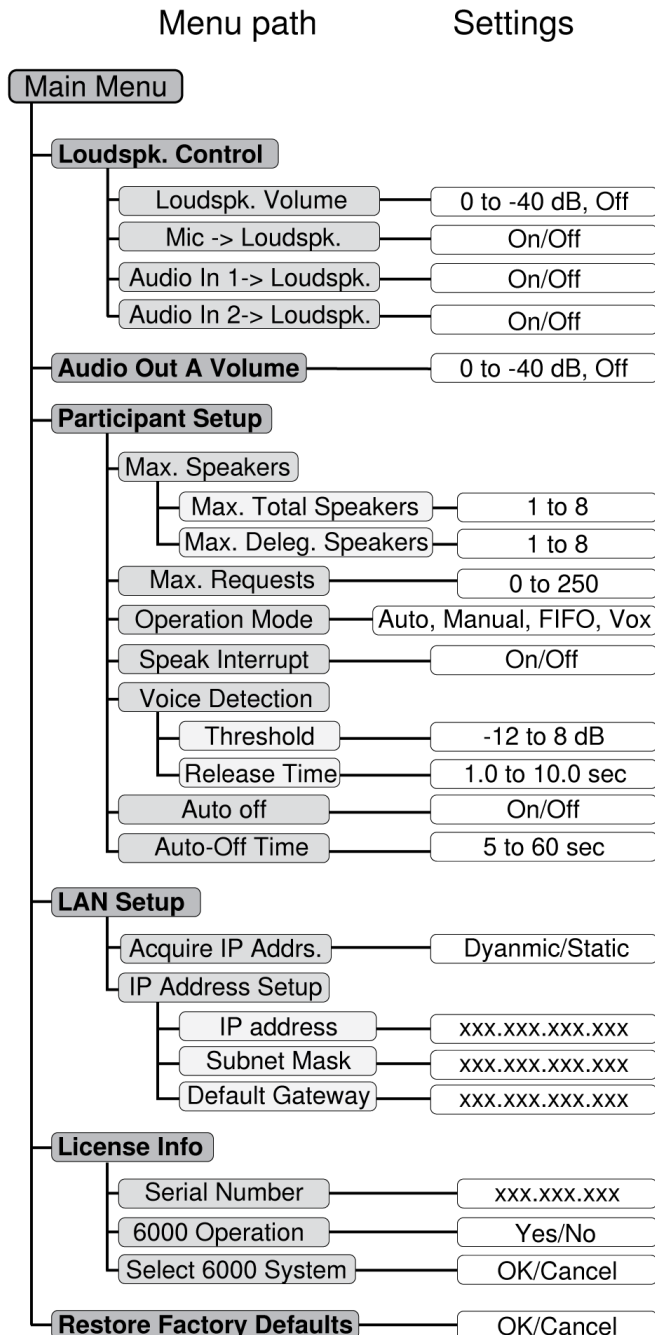 Menu path Settings
Main Menu
Loudspk. Control
Loudspk. Volume 0 to -40 dB, Off
Mic -> Loudspk. On/Off
Audio In 1-> Loudspk. On/Off
Audio In 2-> Loudspk. On/Off
Audio Out A Volume 0 to -40 dB, Off
Participant Setup
Max. Speakers
Max. Total Speakers 1 to 8
Max. Deleg. Speakers 1 to 8
Max. Requests 0 to 250
Operation Mode Auto, Manual, FIFO, Vox
Speak Interrupt On/Off
Voice Detection
Threshold -12 to 8 dB
Release Time 1.0 to 10.0 sec
Auto off On/Off
Auto-Off Time 5 to 60 sec
LAN Setup
Acquire IP Addrs. Dyanmic/Static
IP Address Setup
IP address xxx.xxx.xxx.xxx
Subnet Mask xxx.xxx.xxx.xxx
Default Gateway xxx.xxx.xxx.xxx
License Info
Serial Number xxx.xxx.xxx
6000 Operation Yes/No
Select 6000 System OK/Cancel
Restore Factory Defaults OK/Cancel